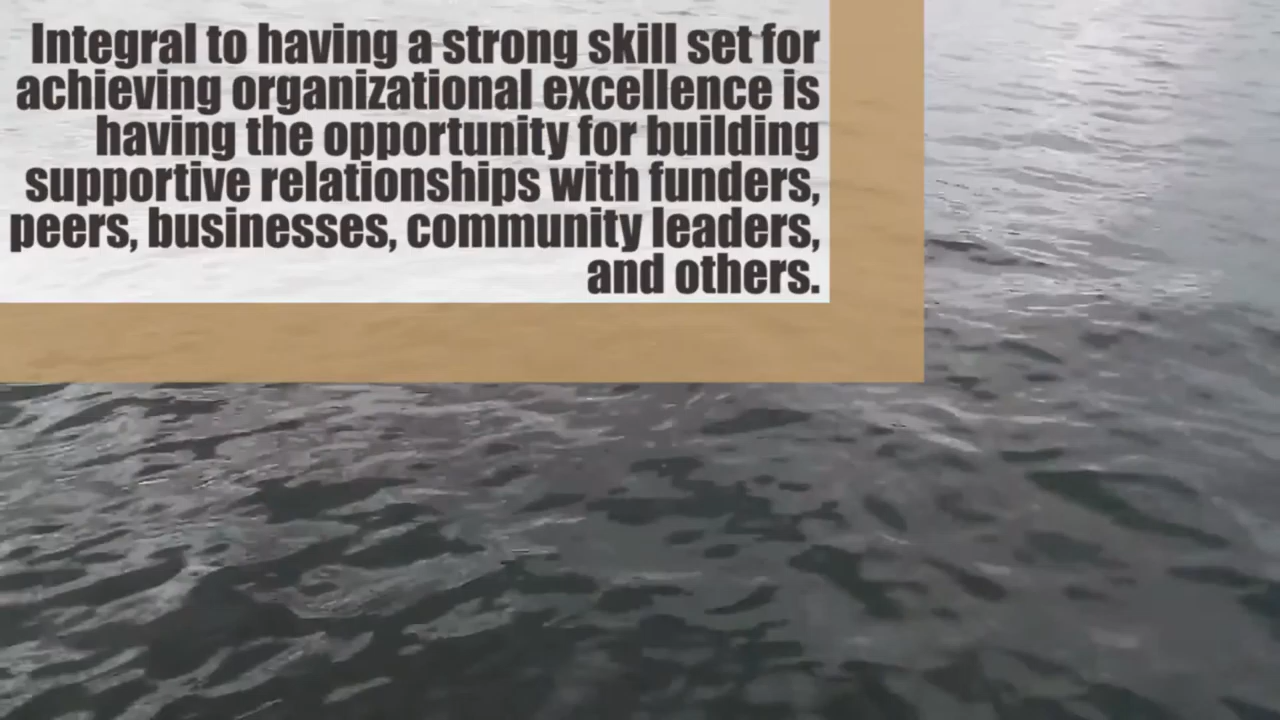 Integral to having a strong skill set for
achieving organizational excellence is
having the opportunity for building
supportive relationships with funders,
peers, businesses, community leaders,
and others.